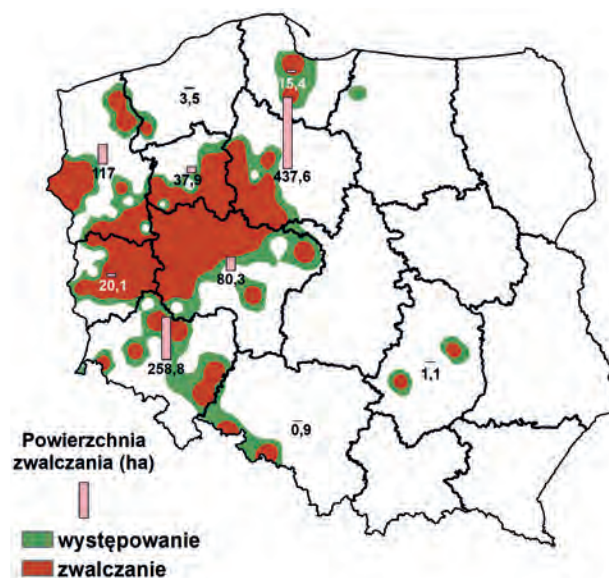 15,4
3,5
117
37,9
437,6
80,3
20,1
258,8
1,1
0,9
Powierzchnia
zwalczania (ha)
występowanie
zwalczanie